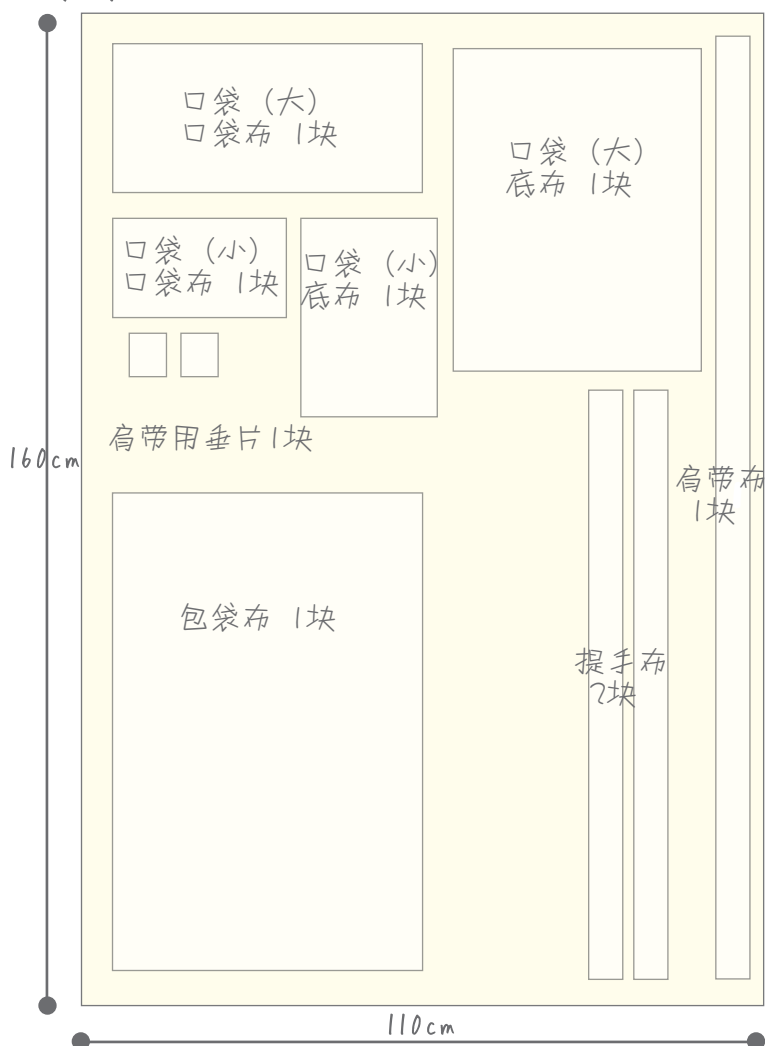 口袋（大）
口袋布 1块
口袋（大）
底布 1块
口袋（小）
口袋布 1块
口袋（小）
底布 1块
肩带用垂片1块
160cm
肩带布
1块
包袋布 1块
提手布
2块
110cm